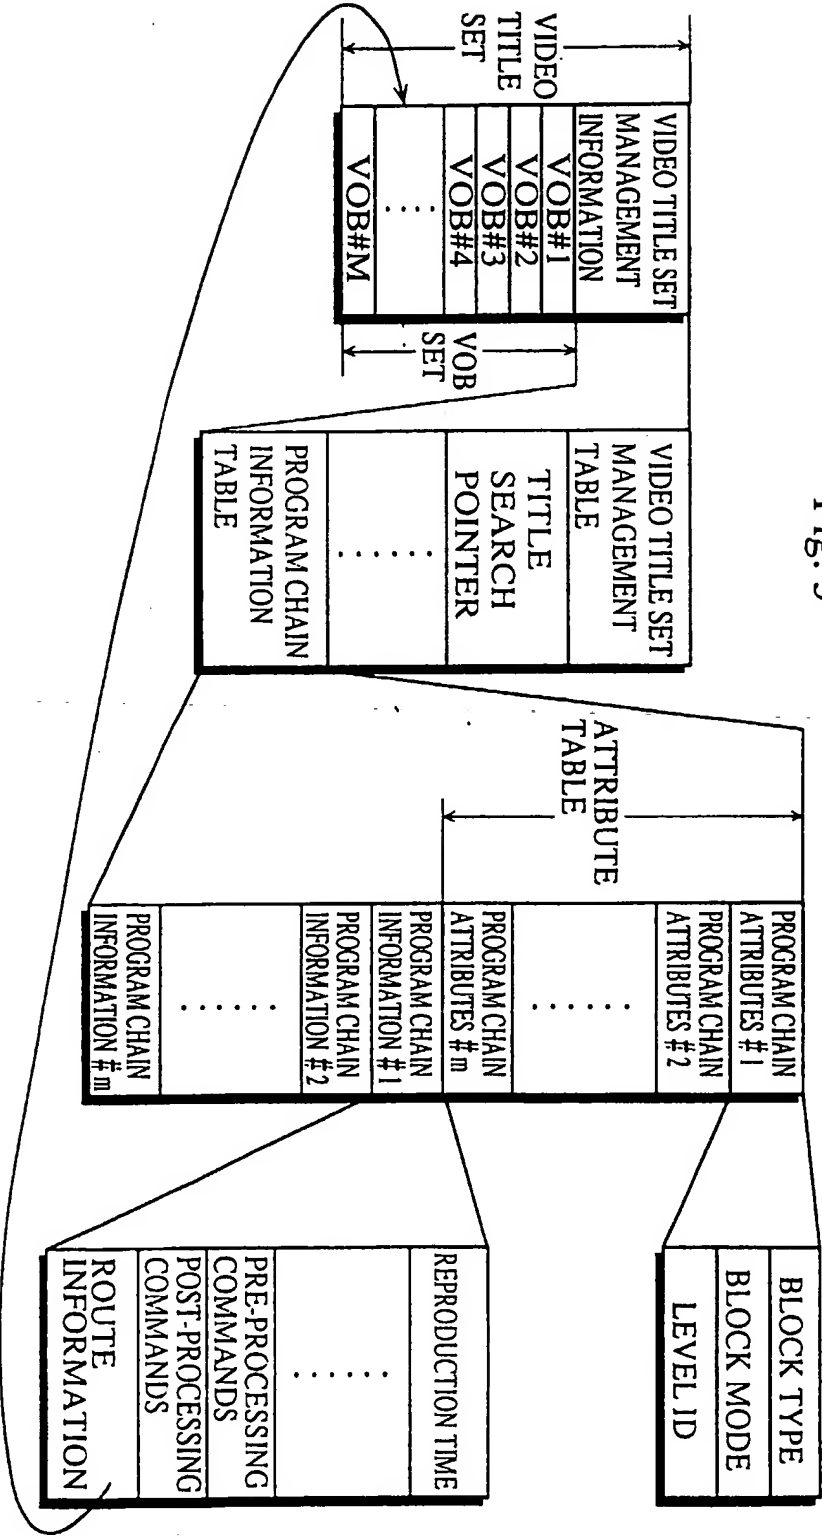 Fig.
VIDEO
TITLE
SET
VIDEO TITLE SET
MANAGEMENT
INFORMATION
VOB#1
VOB#2
VOB#3
VOB#4
.....
VOB#M
VOB
SET
VIDEO TITLE SET
MANAGEMENT
TABLE
TITLE
SEARCH
POINTER
......
PROGRAM CHAIN
INFORMATION
TABLE
ATTRIBUTE
TABLE
PROGRAM CHAIN
ATTRIBUTES #1
PROGRAM CHAIN
ATTRIBUTES #2
......
PROGRAM CHAIN
ATTRIBUTES #m
PROGRAM CHAIN
INFORMATION #1
PROGRAM CHAIN
INFORMATION #2
......
PROGRAM CHAIN
INFORMATION #m
BLOCK TYPE
BLOCK MODE
LEVEL ID
REPRODUCTION TIME
......
PRE-PROCESSING
COMMANDS
POST-PROCESSING
COMMANDS
ROUTE
INFORMATION